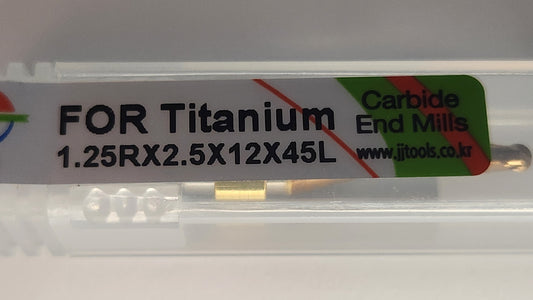 FOR Titanium
1.25RX2.5X12X45L
Carbide
End Mills
www.jjtools.co.kr